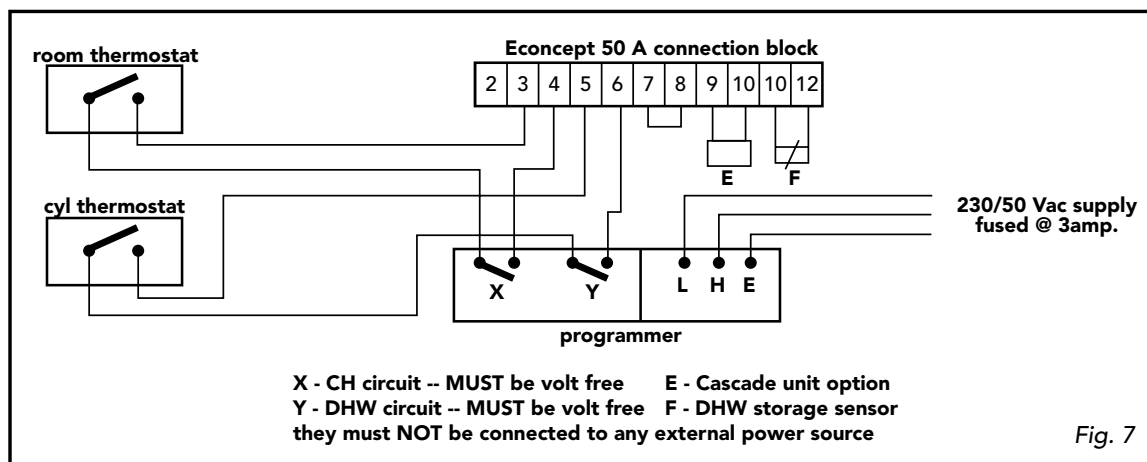 room thermostat
Econcept 50 A connection block
2 3 4 5 6 7 8 9 10 10 12
E F
cyl thermostat
230/50 Vac supply
fused @ 3amp.
X Y L H E
programmer
X - CH circuit -- MUST be volt free E - Cascade unit option
Y - DHW circuit -- MUST be volt free F - DHW storage sensor
they must NOT be connected to any external power source
Fig. 7